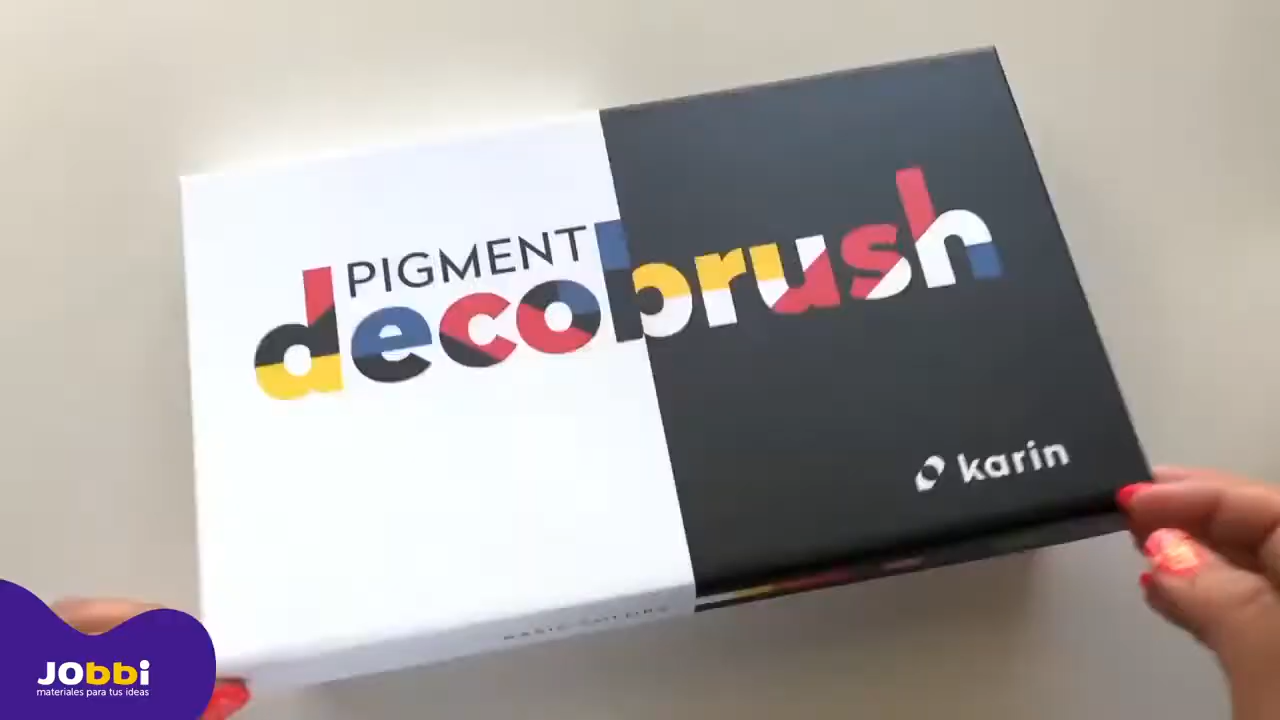 PIGMENT
decobrush
karin
JObbi
materiales para tus ideas